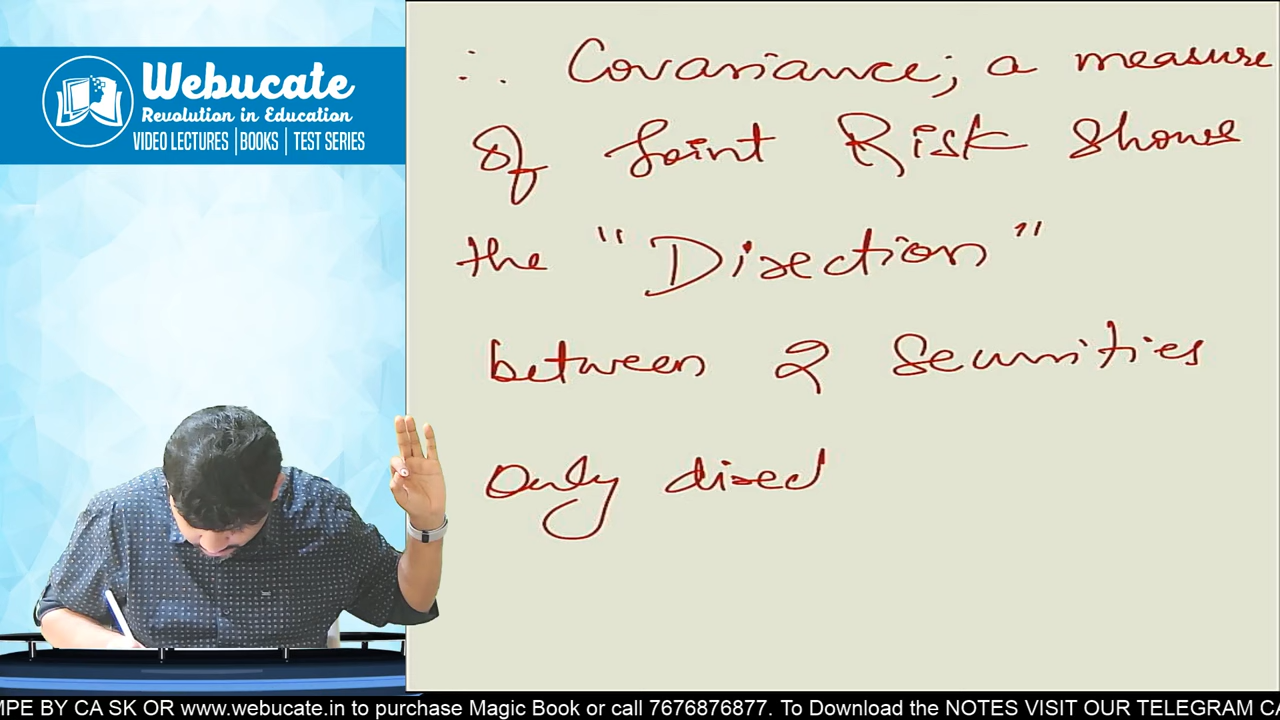 Webucate
Revolution in Education
VIDEO LECTURES | BOOKS | TEST SERIES
∴ Covariance; a measure
of Joint Risk Shows
the "Direction"
between 2 Securities
Only direc
MPE BY CA SK OR www.webucate.in to purchase Magic Book or call 7676876877. To Download the NOTES VISIT OUR TELEGRAM CA